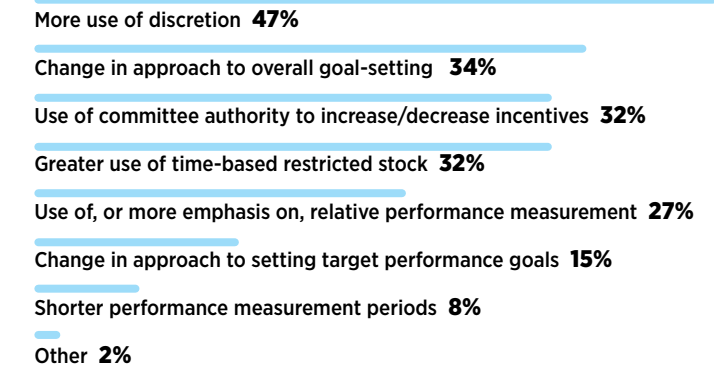 More use of discretion 47%
Change in approach to overall goal-setting 34%
Use of committee authority to increase/decrease incentives 32%
Greater use of time-based restricted stock 32%
Use of, or more emphasis on, relative performance measurement 27%
Change in approach to setting target performance goals 15%
Shorter performance measurement periods 8%
Other 2%